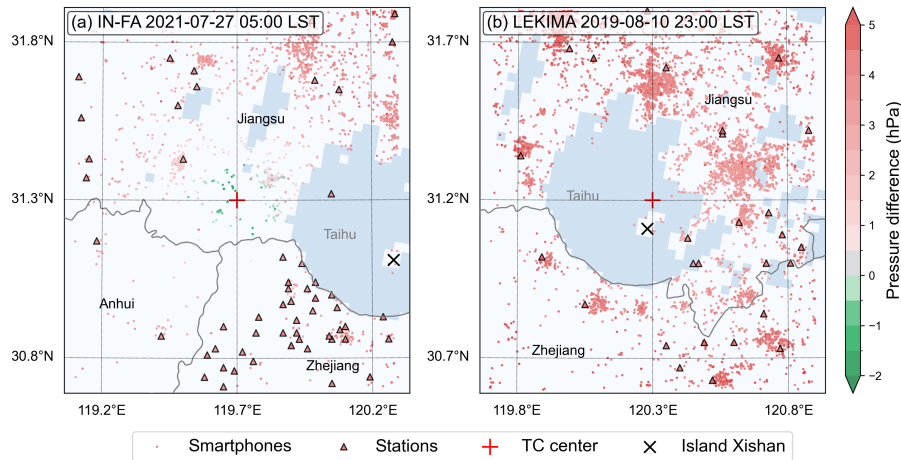 (a) IN-FA 2021-07-27 05:00 LST
31.8°N
31.3°N
30.8°N
119.2°E
119.7°E
120.2°E
Jiangsu
Taihu
Anhui
Zhejiang
(b) LEKIMA 2019-08-10 23:00 LST
31.7°N
31.2°N
30.7°N
119.8°E
120.3°E
120.8°E
Jiangsu
Taihu
Zhejiang
5
4
3
2
1
0
−1
−2
Pressure difference (hPa)
Smartphones Stations TC center Island Xishan